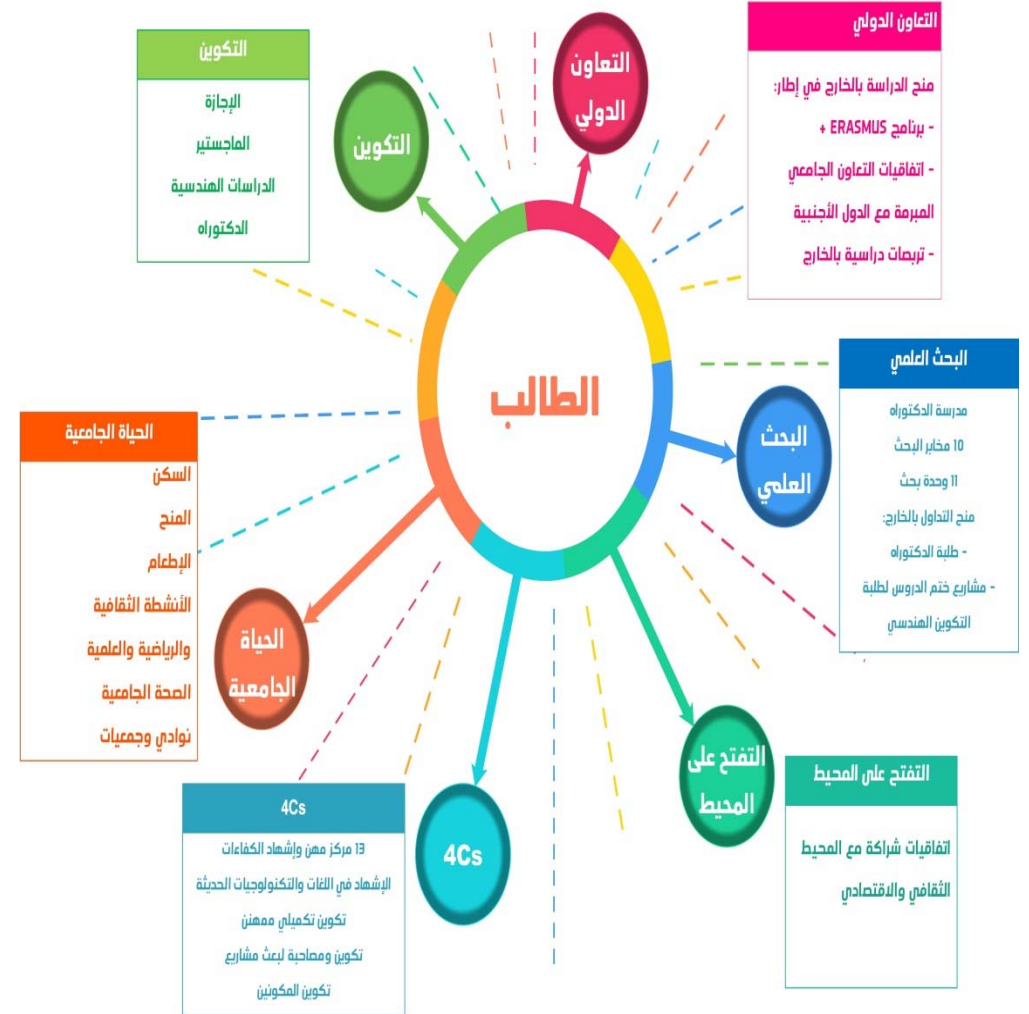 التعاون الدولي
منح الدراسة بالخارج في إطار:
- برنامج ERASMUS +
- اتفاقيات التعاون الجامعي
المبرمة مع الدول الأجنبية
- تربصات دراسية بالخارج
التعاون
الدولي
التكوين
التكوين
الإجازة
الماجستير
الدراسات الهندسية
الدكتوراه
الطالب
البحث العلمي
مدرسة الدكتوراه
10 مخابر البحث
11 وحدة بحث
منح التداول بالخارج:
- طلبة الدكتوراه
- مشاريع ختم الدروس لطلبة
التكوين الهندسي
البحث
العلمي
الحياة الجامعية
السكن
المنح
الإطعام
الأنشطة الثقافية
والرياضية والعلمية
الصحة الجامعية
نوادي وجمعيات
الحياة
الجامعية
التفتح على
المحيط
التفتح على المحيط
اتفاقيات شراكة مع المحيط
الثقافي والاقتصادي
4Cs
4Cs
13 مركز مهن وإشهاد الكفاءات
الإشهاد في اللغات والتكنولوجيات الحديثة
تكوين تكميلي ممهنن
تكوين ومصاحبة لبعث مشاريع
تكوين المكونين